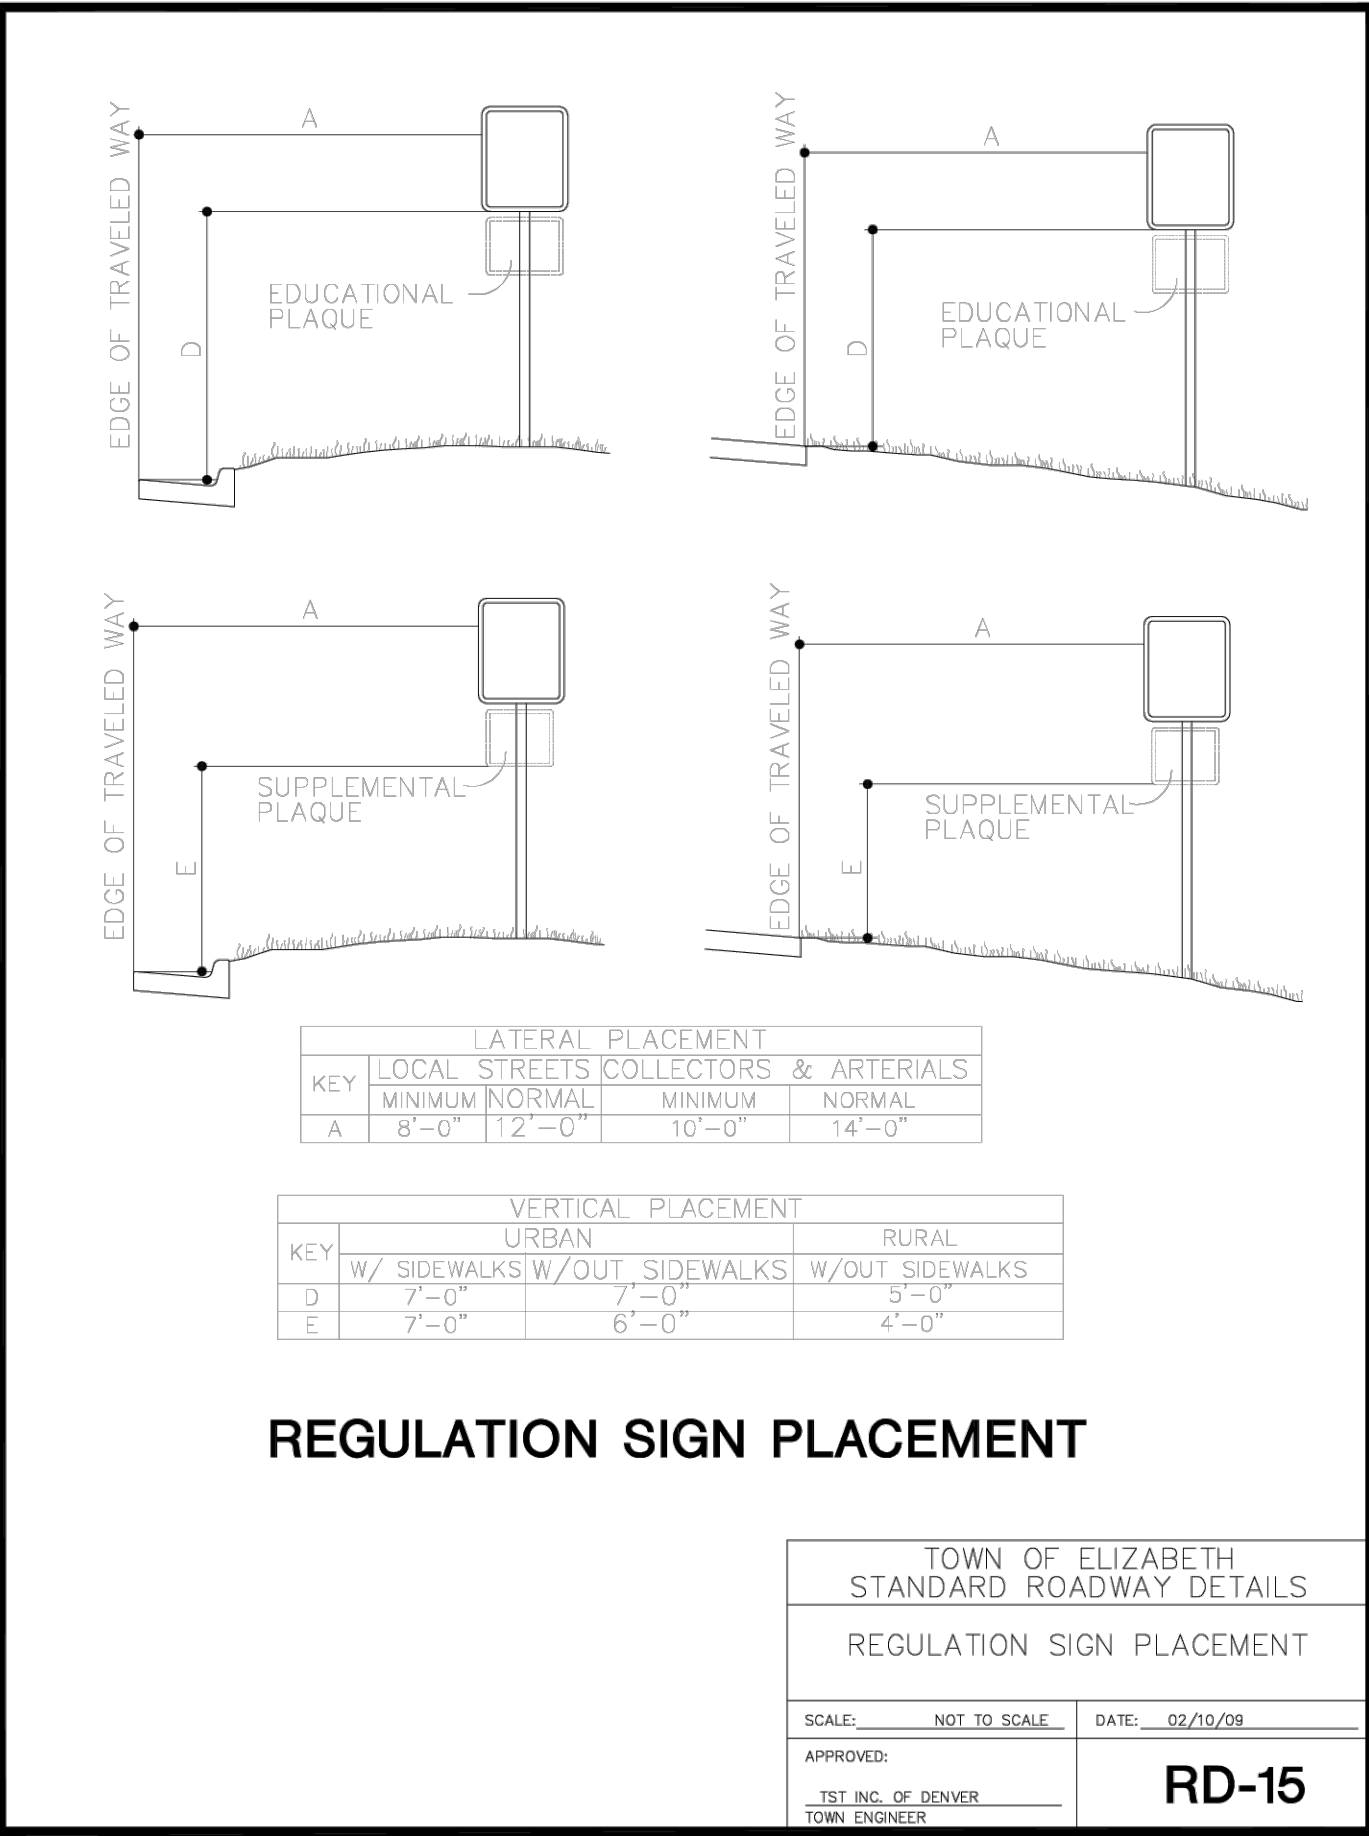 EDGE OF TRAVELED WAY
A
D
EDUCATIONAL
PLAQUE
EDGE OF TRAVELED WAY
A
D
EDUCATIONAL
PLAQUE
EDGE OF TRAVELED WAY
A
E
SUPPLEMENTAL
PLAQUE
EDGE OF TRAVELED WAY
A
E
SUPPLEMENTAL
PLAQUE
LATERAL PLACEMENT
KEY LOCAL STREETS COLLECTORS & ARTERIALS
MINIMUM NORMAL MINIMUM NORMAL
A 8'-0" 12'-0" 10'-0" 14'-0"
VERTICAL PLACEMENT
KEY URBAN RURAL
W/ SIDEWALKS W/OUT SIDEWALKS W/OUT SIDEWALKS
D 7'-0" 7'-0" 5'-0"
E 7'-0" 6'-0" 4'-0"
REGULATION SIGN PLACEMENT
TOWN OF ELIZABETH
STANDARD ROADWAY DETAILS
REGULATION SIGN PLACEMENT
SCALE: NOT TO SCALE DATE: 02/10/09
APPROVED:
TST INC. OF DENVER
TOWN ENGINEER
RD-15